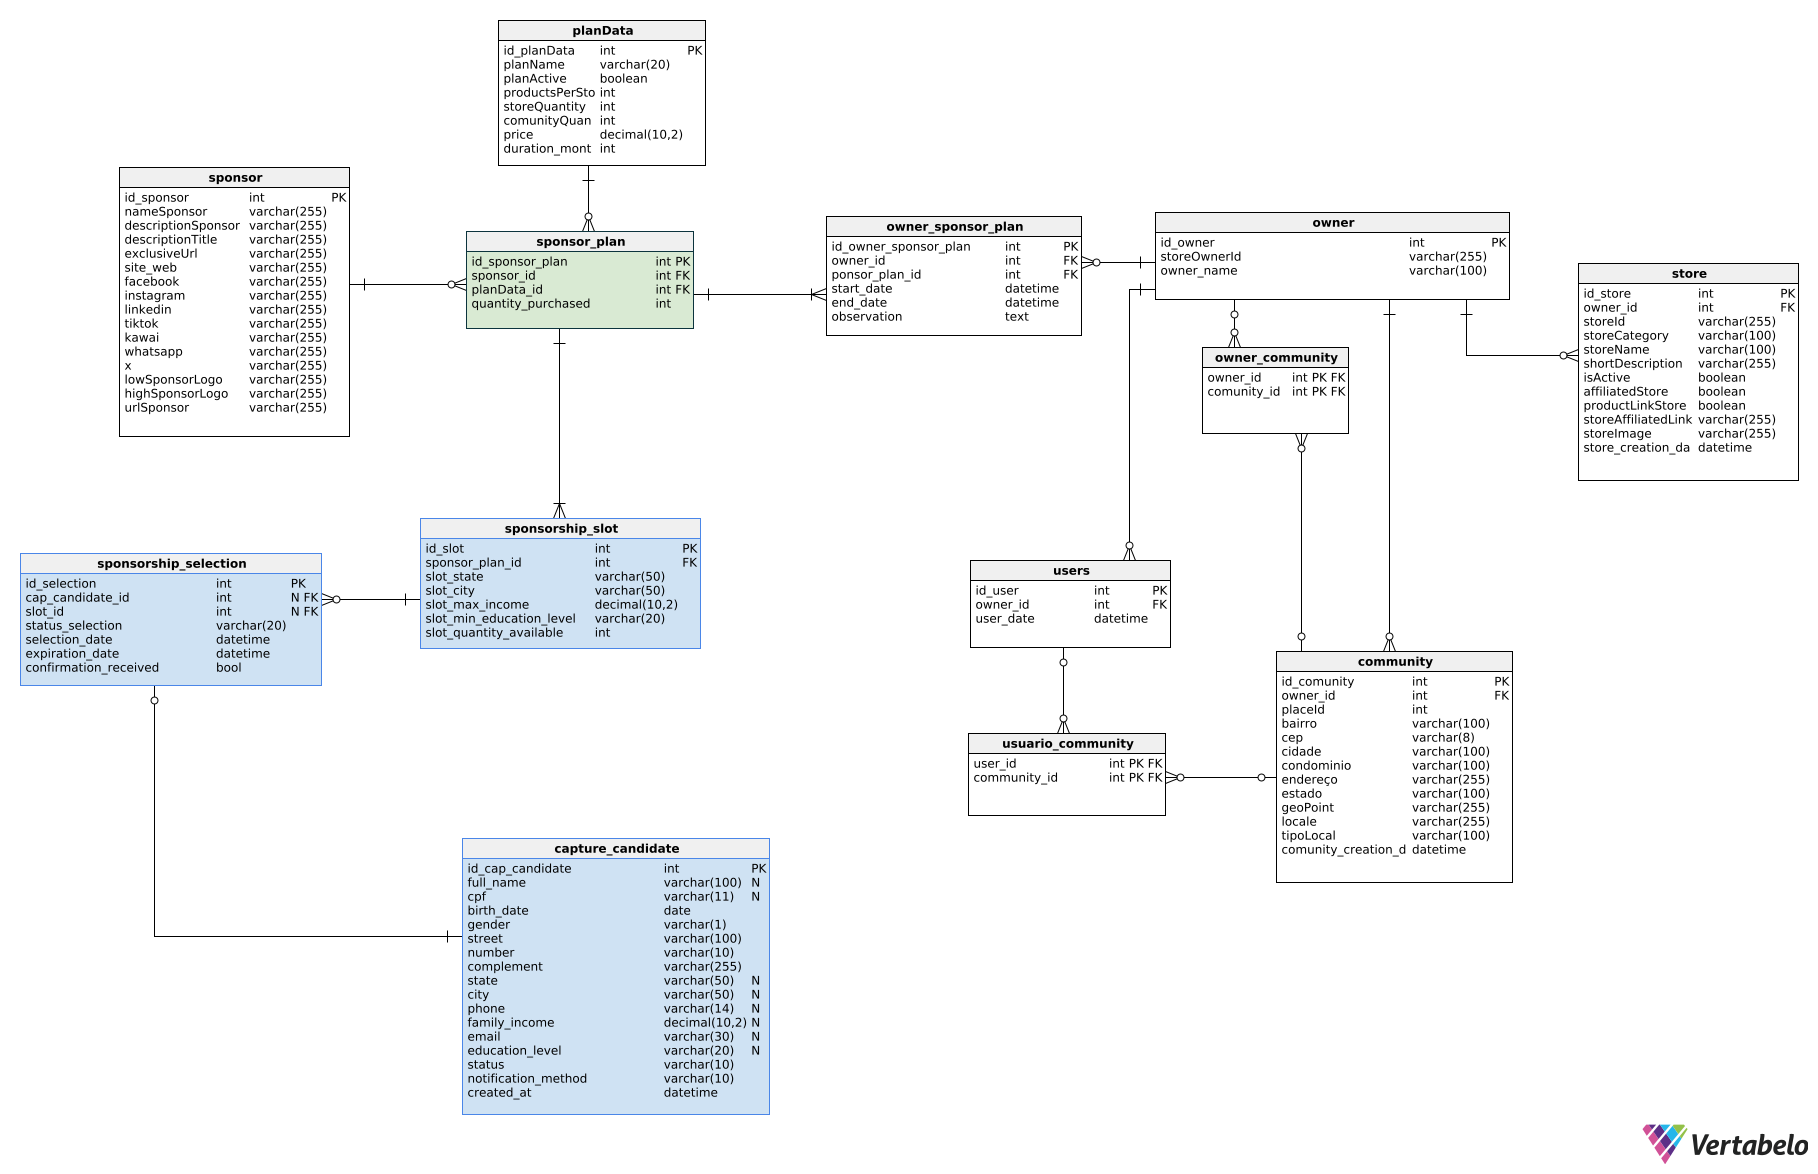 planData
id_planData int PK
planName varchar(20)
planActive boolean
productsPerSto int
storeQuantity int
comunityQuan int
price decimal(10,2)
duration_mont int
sponsor
id_sponsor int PK
nameSponsor varchar(255)
descriptionSponsor varchar(255)
descriptionTitle varchar(255)
exclusiveUrl varchar(255)
site_web varchar(255)
facebook varchar(255)
instagram varchar(255)
linkedin varchar(255)
tiktok varchar(255)
kawai varchar(255)
whatsapp varchar(255)
x varchar(255)
lowSponsorLogo varchar(255)
highSponsorLogo varchar(255)
urlSponsor varchar(255)
sponsor_plan
id_sponsor_plan int PK
sponsor_id int FK
planData_id int FK
quantity_purchased int
owner_sponsor_plan
id_owner_sponsor_plan int PK
owner_id int FK
ponsor_plan_id int FK
start_date datetime
end_date datetime
observation text
owner
id_owner int PK
storeOwnerId varchar(255)
owner_name varchar(100)
store
id_store int PK
owner_id int FK
storeId varchar(255)
storeCategory varchar(100)
storeName varchar(100)
shortDescription varchar(255)
isActive boolean
affiliatedStore boolean
productLinkStore boolean
storeAffiliatedLink varchar(255)
storeImage varchar(255)
store_creation_da datetime
owner_community
owner_id int PK FK
comunity_id int PK FK
sponsorship_slot
id_slot int PK
sponsor_plan_id int FK
slot_state varchar(50)
slot_city varchar(50)
slot_max_income decimal(10,2)
slot_min_education_level varchar(20)
slot_quantity_available int
sponsorship_selection
id_selection int PK
cap_candidate_id int N FK
slot_id int N FK
status_selection varchar(20)
selection_date datetime
expiration_date datetime
confirmation_received bool
users
id_user int PK
owner_id int FK
user_date datetime
usuario_community
user_id int PK FK
community_id int PK FK
community
id_comunity int PK
owner_id int FK
placeId int
bairro varchar(100)
cep varchar(8)
cidade varchar(100)
condominio varchar(100)
endereço varchar(255)
estado varchar(100)
geoPoint varchar(255)
locale varchar(255)
tipoLocal varchar(100)
comunity_creation_d datetime
capture_candidate
id_cap_candidate int PK
full_name varchar(100) N
cpf varchar(11) N
birth_date date
gender varchar(1)
street varchar(100)
number varchar(10)
complement varchar(255)
state varchar(50) N
city varchar(50) N
phone varchar(14) N
family_income decimal(10,2) N
email varchar(30) N
education_level varchar(20) N
status varchar(10)
notification_method varchar(10)
created_at datetime
Vertabelo